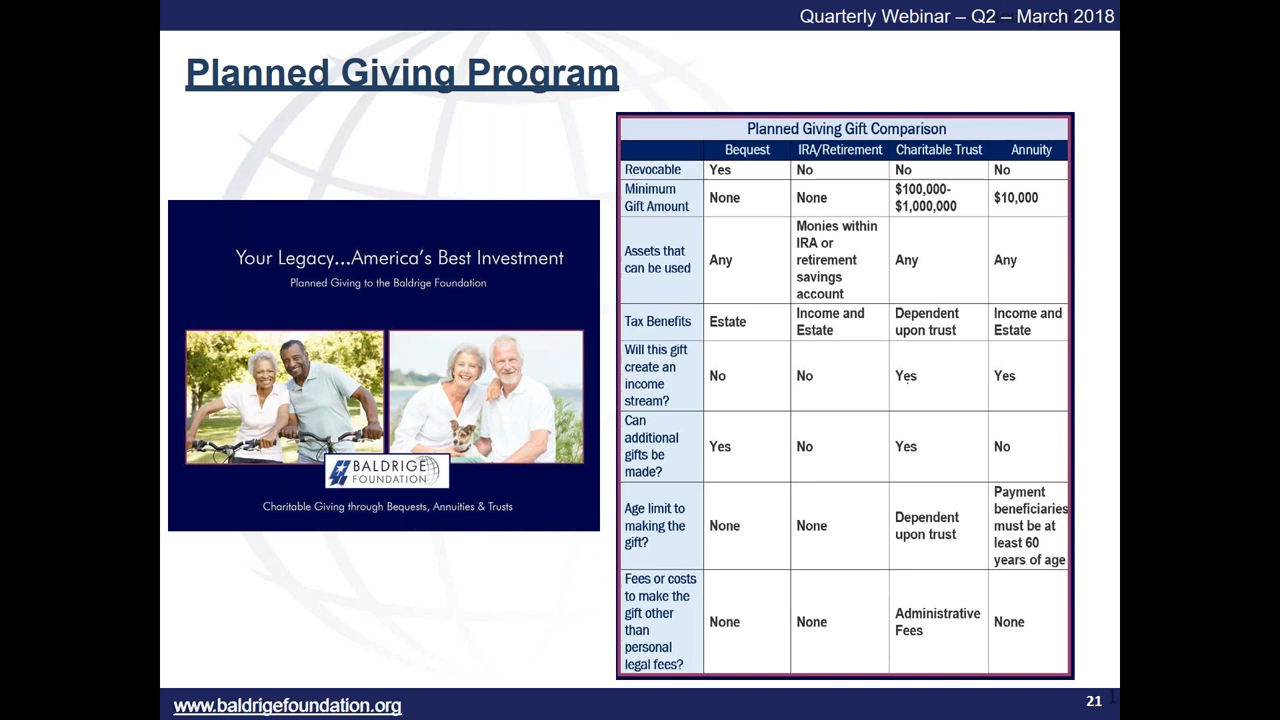 Quarterly Webinar – Q2 – March 2018
Planned Giving Program
Your Legacy...America's Best Investment
Planned Giving to the Baldrige Foundation
BALDRIGE
FOUNDATION
Charitable Giving through Bequests, Annuities & Trusts
Planned Giving Gift Comparison
Bequest IRA/Retirement Charitable Trust Annuity
Revocable Yes No No No
Minimum
Gift Amount
None
None
$100,000-
$1,000,000
$10,000
Assets that
can be used
Any
Monies within
IRA or
retirement
savings
account
Any
Any
Tax Benefits
Estate
Income and
Estate
Dependent
upon trust
Income and
Estate
Will this gift
create an
income
stream?
No
No
Yes
Yes
Can
additional
gifts be
made?
Yes
No
Yes
No
Age limit to
making the
gift?
None
None
Dependent
upon trust
Payment
beneficiaries
must be at
least 60
years of age
Fees or costs
to make the
gift other
than
personal
legal fees?
None
None
Administrative
Fees
None
www.baldrigefoundation.org
21
1